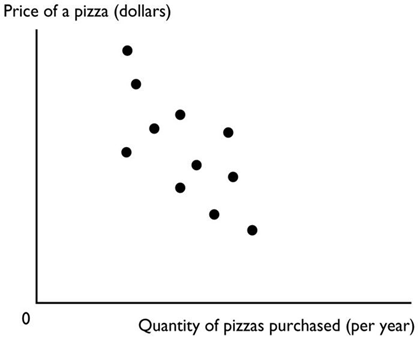 Price of a pizza (dollars)
0
Quantity of pizzas purchased (per year)